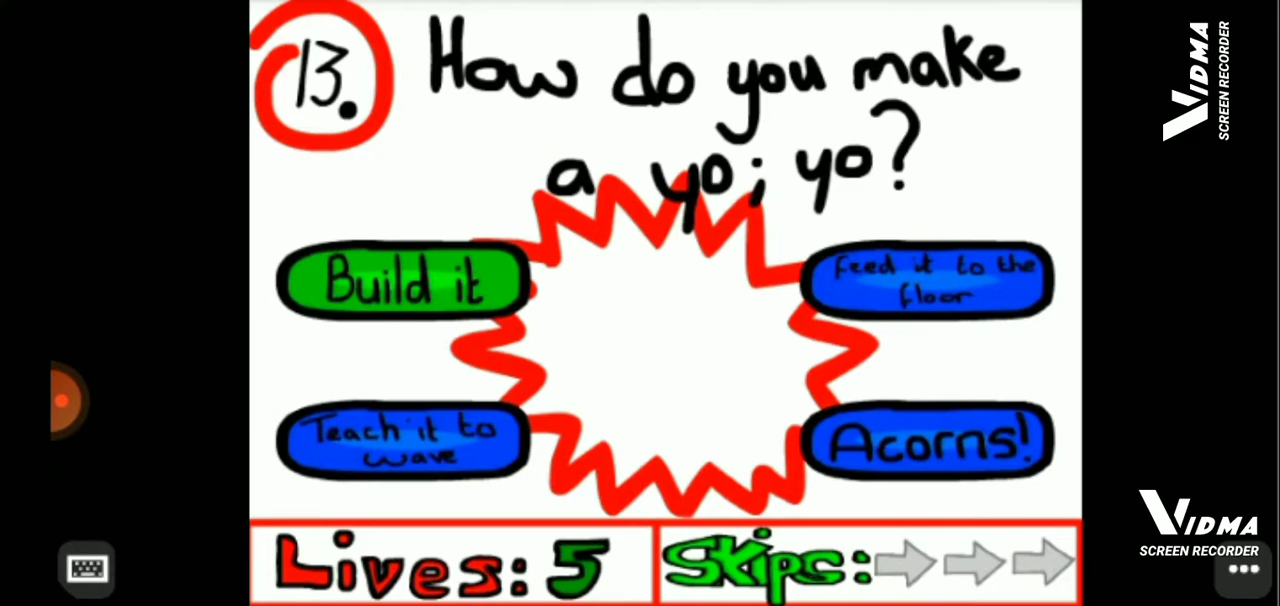 13.
How do you make
a yo; yo?
Build it
Feed it to the
floor
Teach it to
wave
Acorns!
Lives: 5
Skips:
VIDMA
SCREEN RECORDER
VIDMA
SCREEN RECORDER